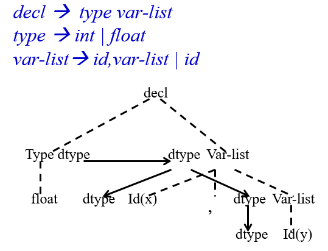 decl → type var-list
type → int | float
var-list → id,var-list | id
decl
Type dtype dtype Var-list
float dtype Id(x) , dtype Var-list
dtype Id(y)